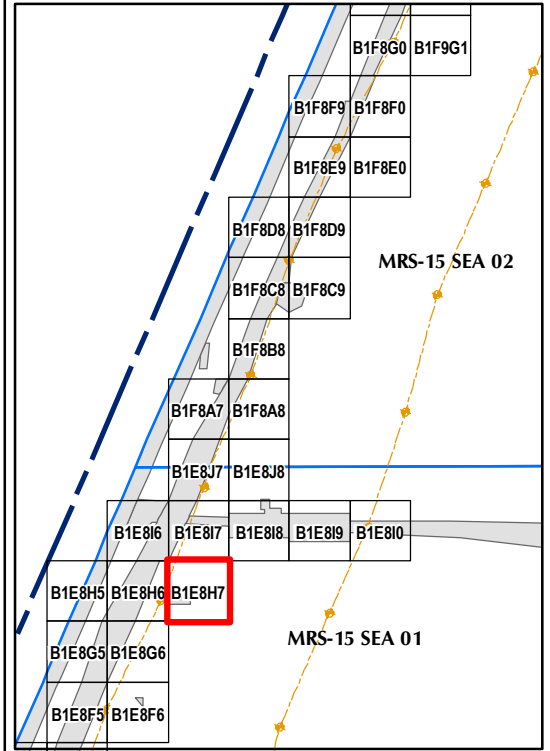 B1F8G0 B1F9G1
B1F8F9 B1F8F0
B1F8E9 B1F8E0
B1F8D8 B1F8D9
MRS-15 SEA 02
B1F8C8 B1F8C9
B1F8B8
B1F8A7 B1F8A8
B1E8J7 B1E8J8
B1E8I6 B1E8I7 B1E8I8 B1E8I9 B1E8I0
B1E8H5 B1E8H6 B1E8H7
MRS-15 SEA 01
B1E8G5 B1E8G6
B1E8F5 B1E8F6